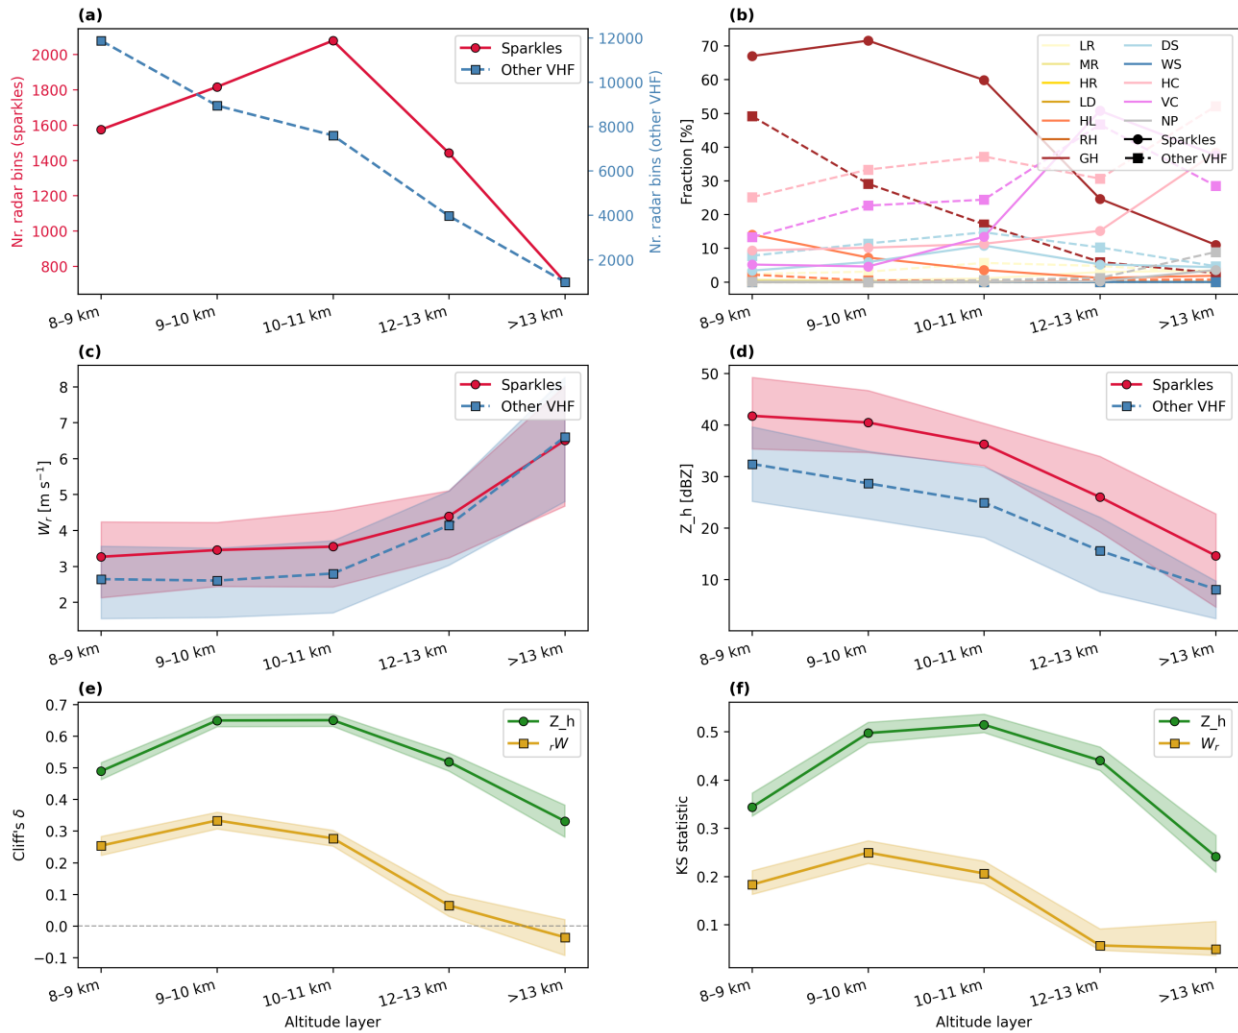 (a)
2000
1800
1600
1400
1200
1000
800
Nr. radar bins (sparkles)
12000
10000
8000
6000
4000
2000
Nr. radar bins (other VHF)
Sparkles
Other VHF
8–9 km
9–10 km
10–11 km
12–13 km
>13 km
(b)
70
60
50
40
30
20
10
0
Fraction [%]
LR
MR
HR
LD
HL
RH
GH
DS
WS
HC
VC
NP
Sparkles
Other VHF
8–9 km
9–10 km
10–11 km
12–13 km
>13 km
(c)
8
7
6
5
4
3
2
W_r [m s⁻¹]
Sparkles
Other VHF
8–9 km
9–10 km
10–11 km
12–13 km
>13 km
(d)
50
40
30
20
10
Z_h [dBZ]
Sparkles
Other VHF
8–9 km
9–10 km
10–11 km
12–13 km
>13 km
(e)
0.7
0.6
0.5
0.4
0.3
0.2
0.1
0.0
−0.1
Cliff's δ
Z_h
ᵣW
8–9 km
9–10 km
10–11 km
12–13 km
>13 km
Altitude layer
(f)
0.5
0.4
0.3
0.2
0.1
KS statistic
Z_h
Wᵣ
8–9 km
9–10 km
10–11 km
12–13 km
>13 km
Altitude layer